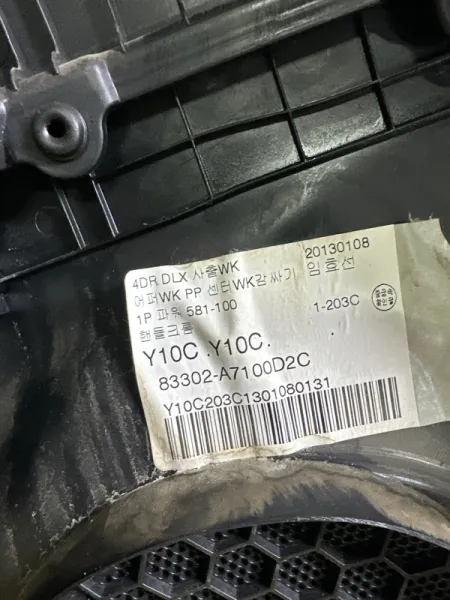 4DR DLX 사출WK 20130108
어퍼WK PP 센터WK감싸기 임효선
1P 파워 581-100 1-203C
핸들크롬
Y10C .Y10C.
83302-A7100D2C
Y10C203C1301080131